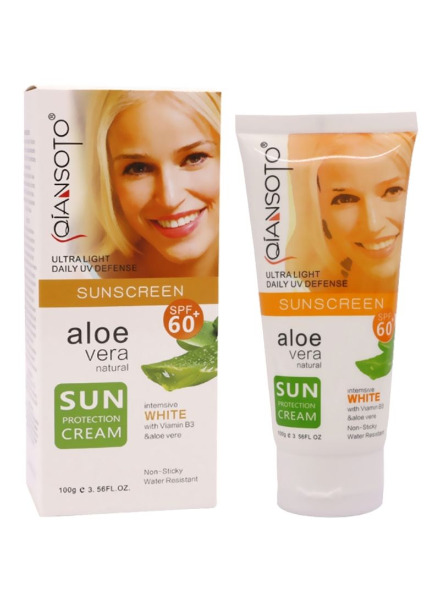 QIANSOTO®
ULTRA LIGHT
DAILY UV DEFENSE
SUNSCREEN
SPF
60+
aloe
vera
natural
SUN
PROTECTION
CREAM
intensive
WHITE
with Viamin B3
&aloe vere
Non-Sticky
Water Resistant
100g e 3.56FL.OZ.
QIANSOTO®
ULTRA LIGHT
DAILY UV DEFENSE
SUNSCREEN
SPF
60+
aloe
vera
natural
SUN
PROTECTION
CREAM
intensive
WHITE
with Vitamin B3
&aloe vere
Non-Sticky
Water Resistant
100g e 3.56FL.OZ